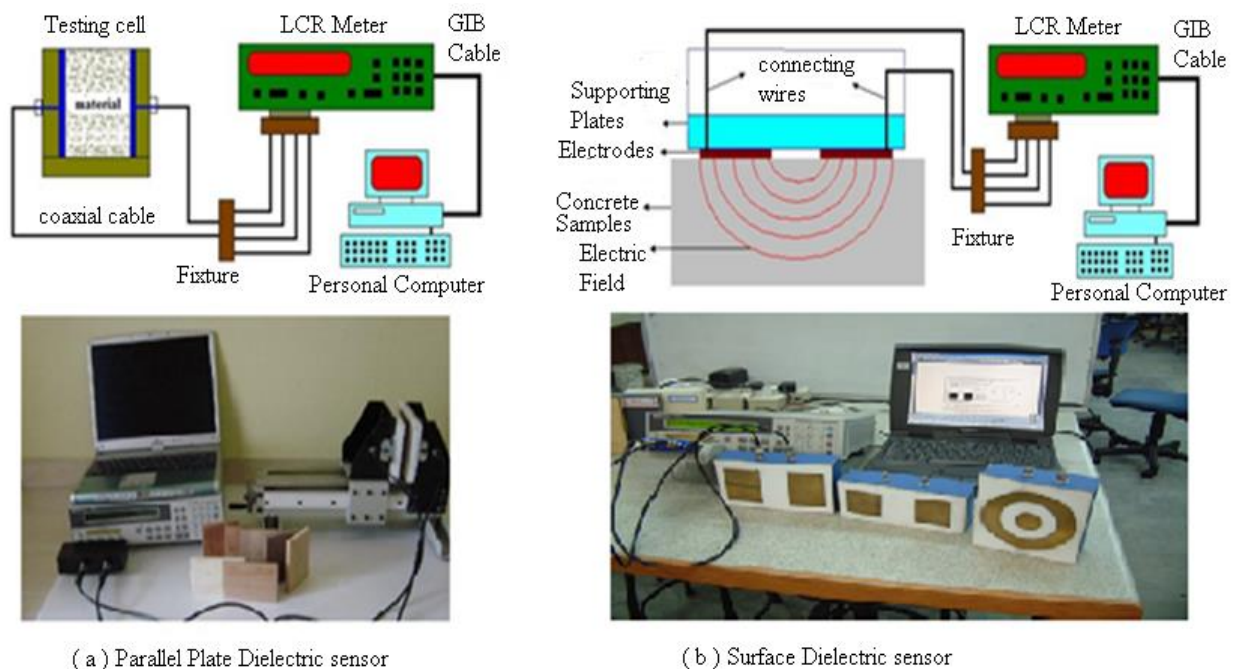 Testing cell
LCR Meter
GIB
Cable
material
coaxial cable
Fixture
Personal Computer
LCR Meter
GIB
Cable
connecting
wires
Supporting
Plates
Electrodes
Concrete
Samples
Electric
Field
Fixture
Personal Computer
( a ) Parallel Plate Dielectric sensor
( b ) Surface Dielectric sensor